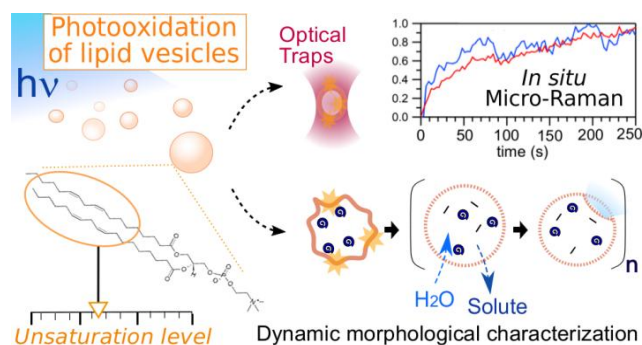 Photooxidation
of lipid vesicles
hν
Optical
Traps
1.0
0.8
0.6
0.4
0.2
0.0
In situ
Micro-Raman
0 50 100 150 200 250
time (s)
G G G
G G G
G G G
H2O
Solute
n
O
O
O
O
H
O
P
O
O
O-
N+
Unsaturation level
Dynamic morphological characterization